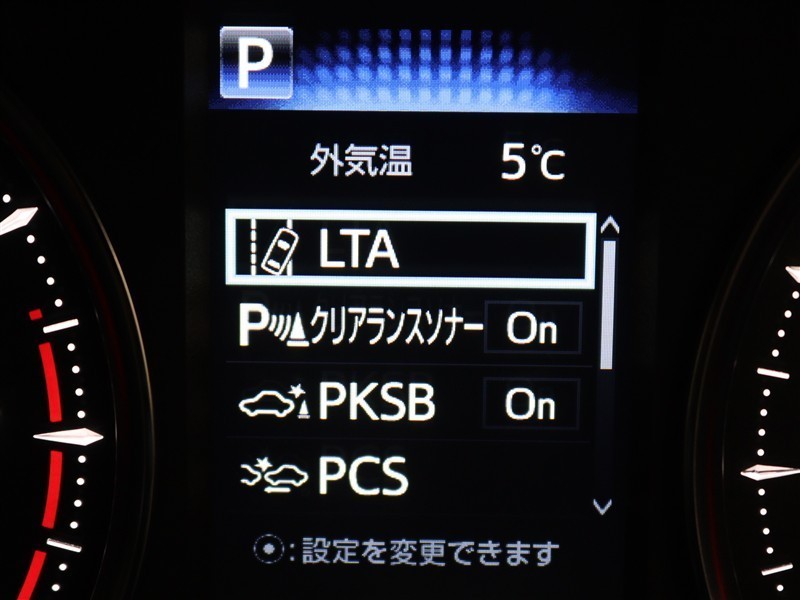 P
外気温 5℃
LTA
Pクリアランスソナー On
PKSB On
PCS
:設定を変更できます